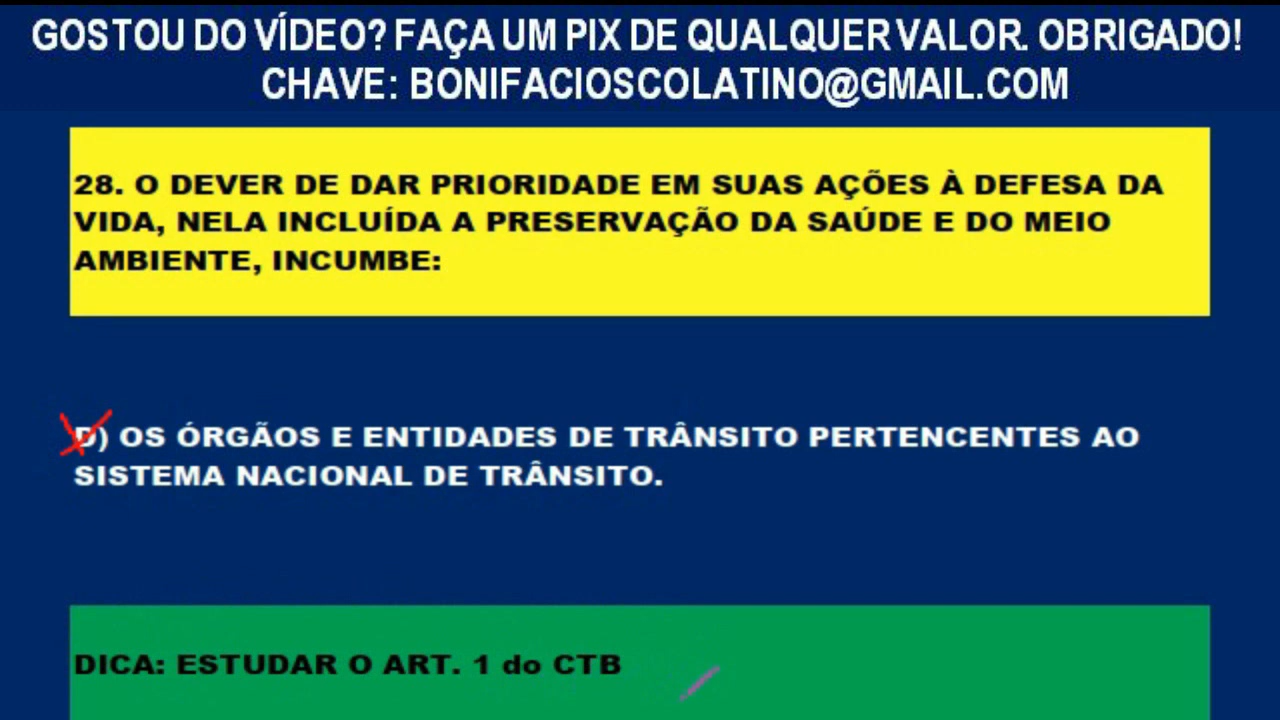 GOSTOU DO VÍDEO? FAÇA UM PIX DE QUALQUER VALOR. OBRIGADO!
CHAVE: BONIFACIOSCOLATINO@GMAIL.COM
28. O DEVER DE DAR PRIORIDADE EM SUAS AÇÕES À DEFESA DA
VIDA, NELA INCLUÍDA A PRESERVAÇÃO DA SAÚDE E DO MEIO
AMBIENTE, INCUMBE:
D) OS ÓRGÃOS E ENTIDADES DE TRÂNSITO PERTENCENTES AO
SISTEMA NACIONAL DE TRÂNSITO.
DICA: ESTUDAR O ART. 1 do CTB